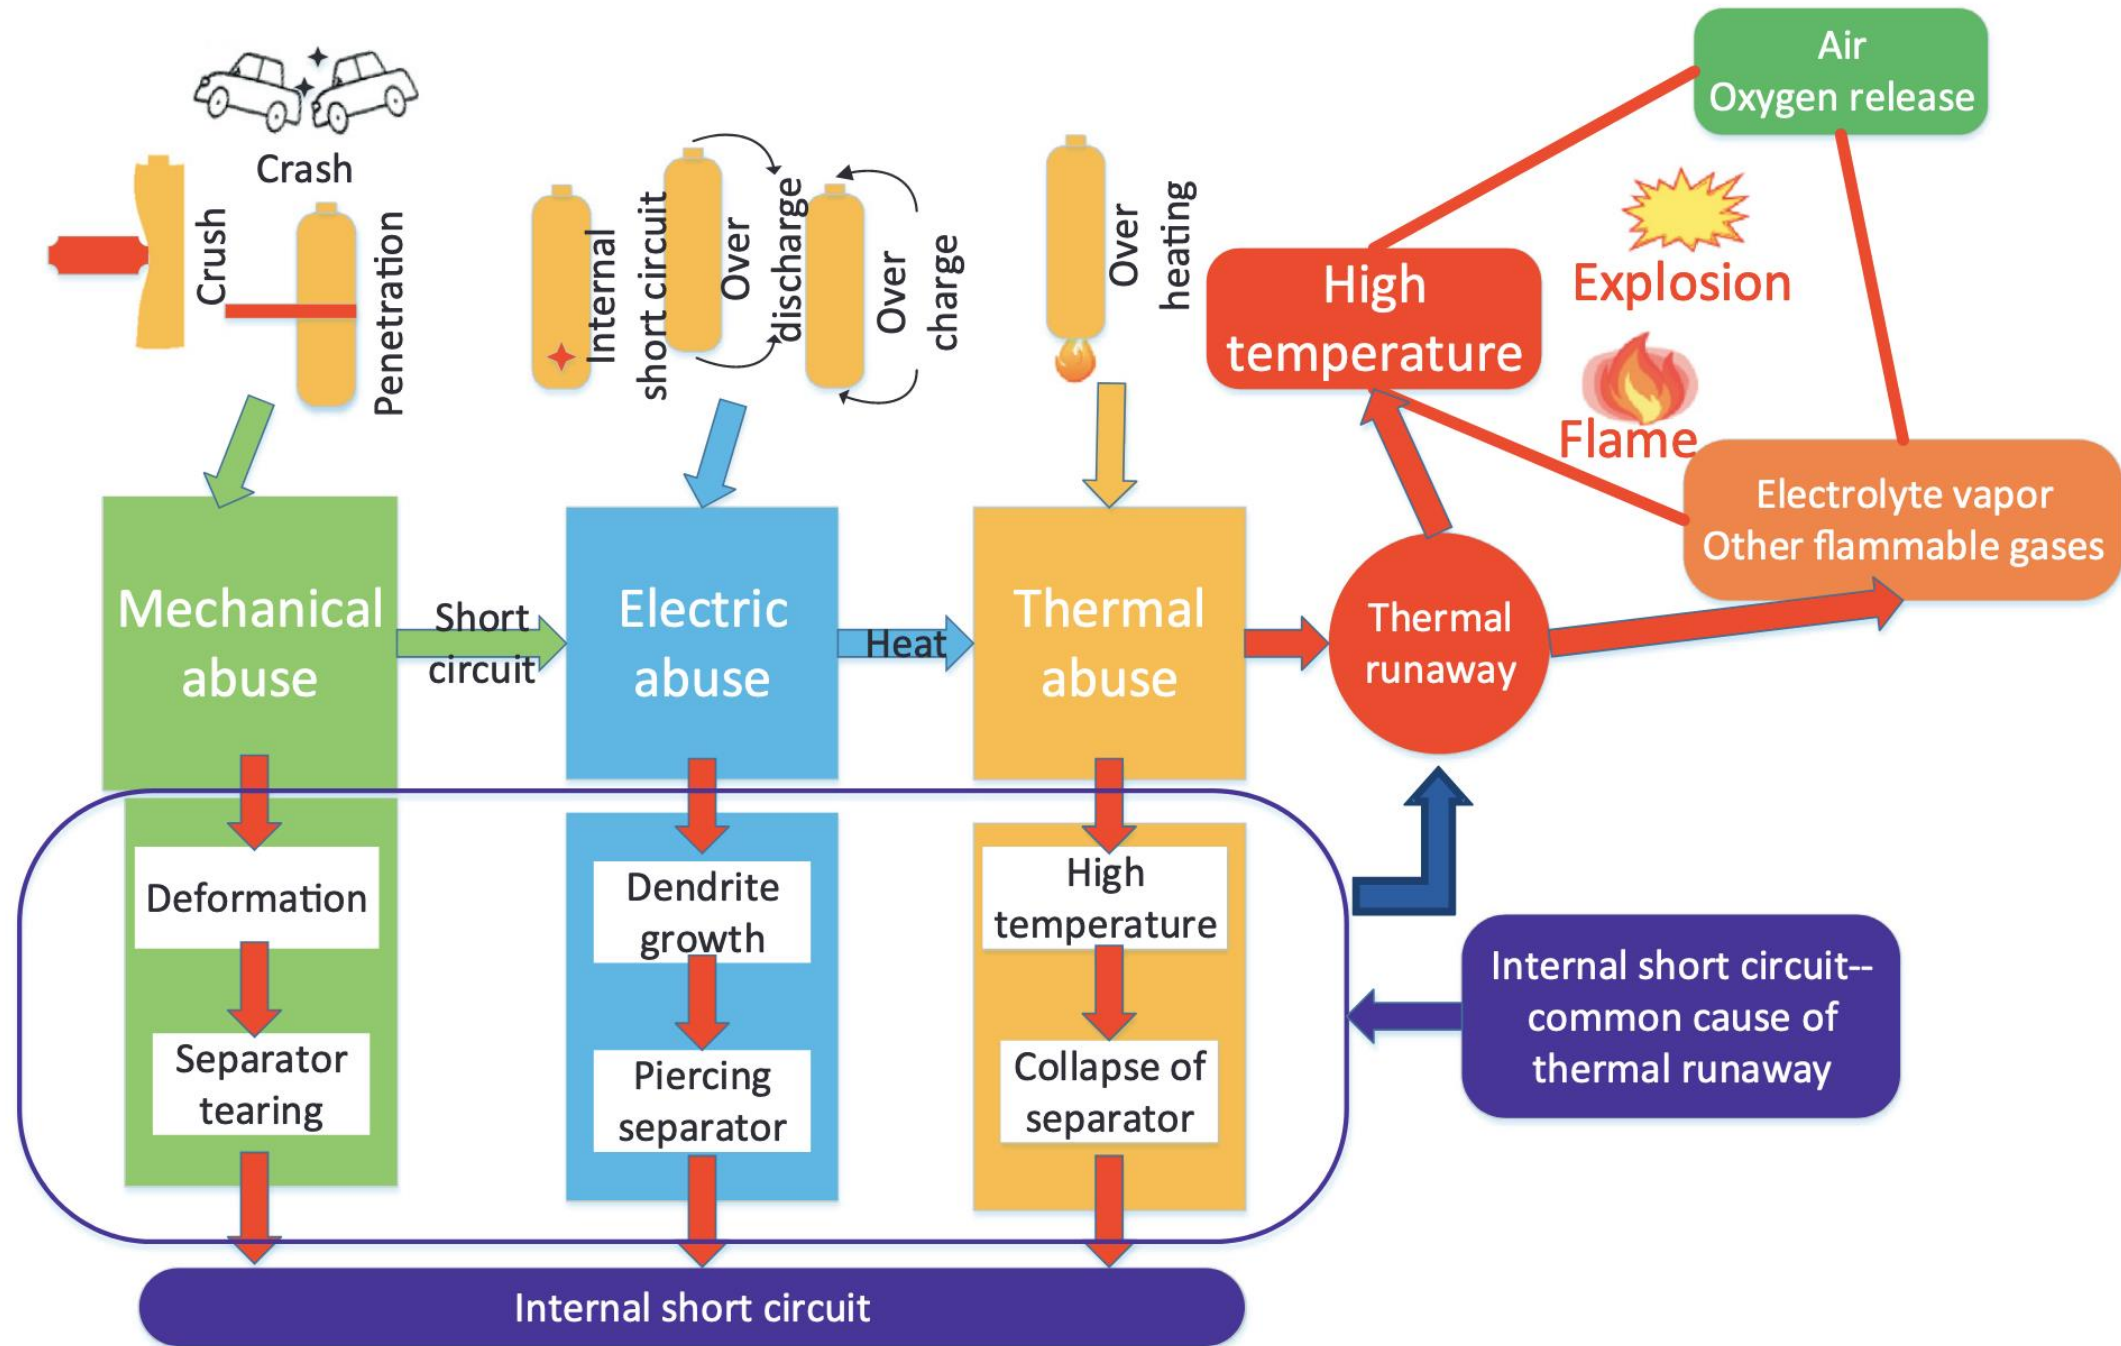 Crash
Crush
Penetration
Internal
short circuit
Over
discharge
Over
charge
Over
heating
Air
Oxygen release
High
temperature
Explosion
Flame
Electrolyte vapor
Other flammable gases
Mechanical
abuse
Short
circuit
Electric
abuse
Heat
Thermal
abuse
Thermal
runaway
Deformation
Separator
tearing
Dendrite
growth
Piercing
separator
High
temperature
Collapse of
separator
Internal short circuit--
common cause of
thermal runaway
Internal short circuit